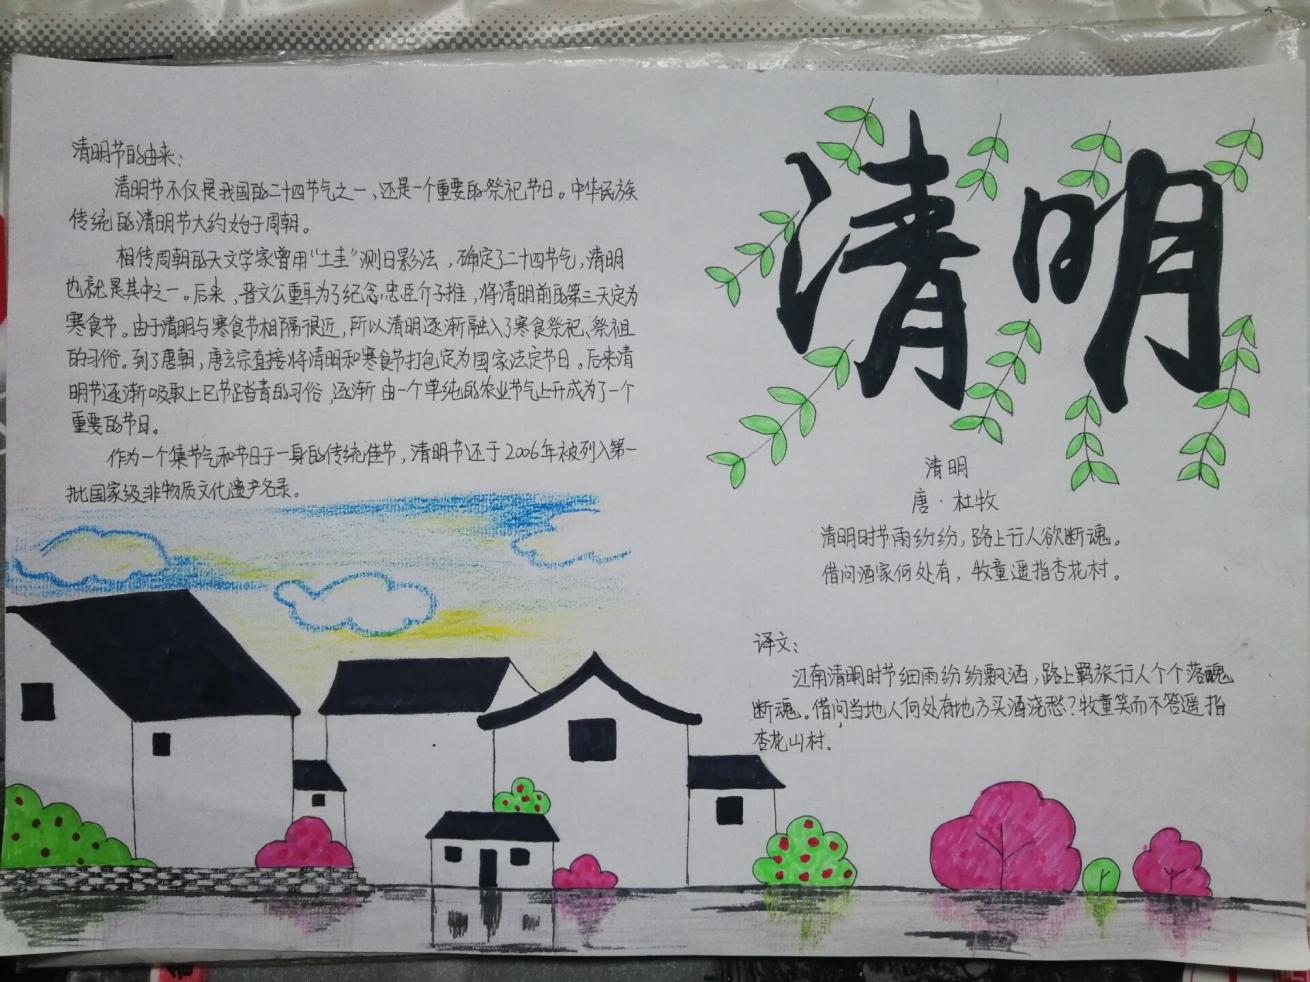 清明节的由来：
清明节不仅是我国的二十四节气之一、还是一个重要的祭祀节日。中华民族
传统的清明节大约始于周朝。
相传周朝的天文学家曾用“土圭”测日影法，确定了二十四节气，清明
也就是其中之一。后来，晋文公重耳为了纪念忠臣介子推，将清明前的第三天定为
寒食节。由于清明与寒食节相隔很近，所以清明逐渐融入了寒食祭祀、祭祖
的习俗。到了唐朝，唐玄宗直接将清明和寒食节打包定为国家法定节日。后来清
明节逐渐吸取上巳节踏青的习俗，逐渐由一个单纯的农业节气上升成为了一个
重要的节日。
作为一个集节气和节日于一身的传统佳节，清明节还于2006年被列入第一
批国家级非物质文化遗产名录。
清明
清明
唐·杜牧
清明时节雨纷纷，路上行人欲断魂。
借问酒家何处有，牧童遥指杏花村。
译文：
江南清明时节细雨纷纷飘洒，路上羁旅行人个个落魄
断魂。借问当地人何处有地方买酒浇愁？牧童笑而不答遥指
杏花山村。